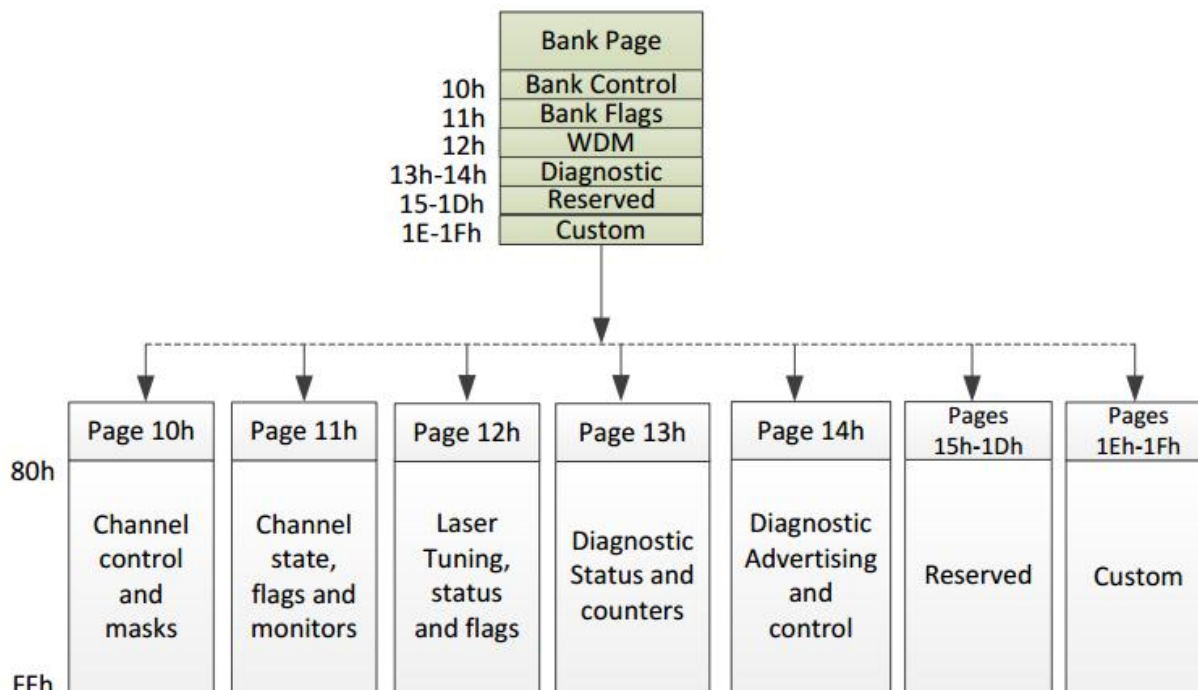 Bank Page
10h Bank Control
11h Bank Flags
12h WDM
13h-14h Diagnostic
15-1Dh Reserved
1E-1Fh Custom
Page 10h
Page 11h
Page 12h
Page 13h
Page 14h
Pages
15h-1Dh
Pages
1Eh-1Fh
80h
Channel
control
and
masks
Channel
state,
flags and
monitors
Laser
Tuning,
status
and flags
Diagnostic
Status and
counters
Diagnostic
Advertising
and
control
Reserved
Custom
FFh